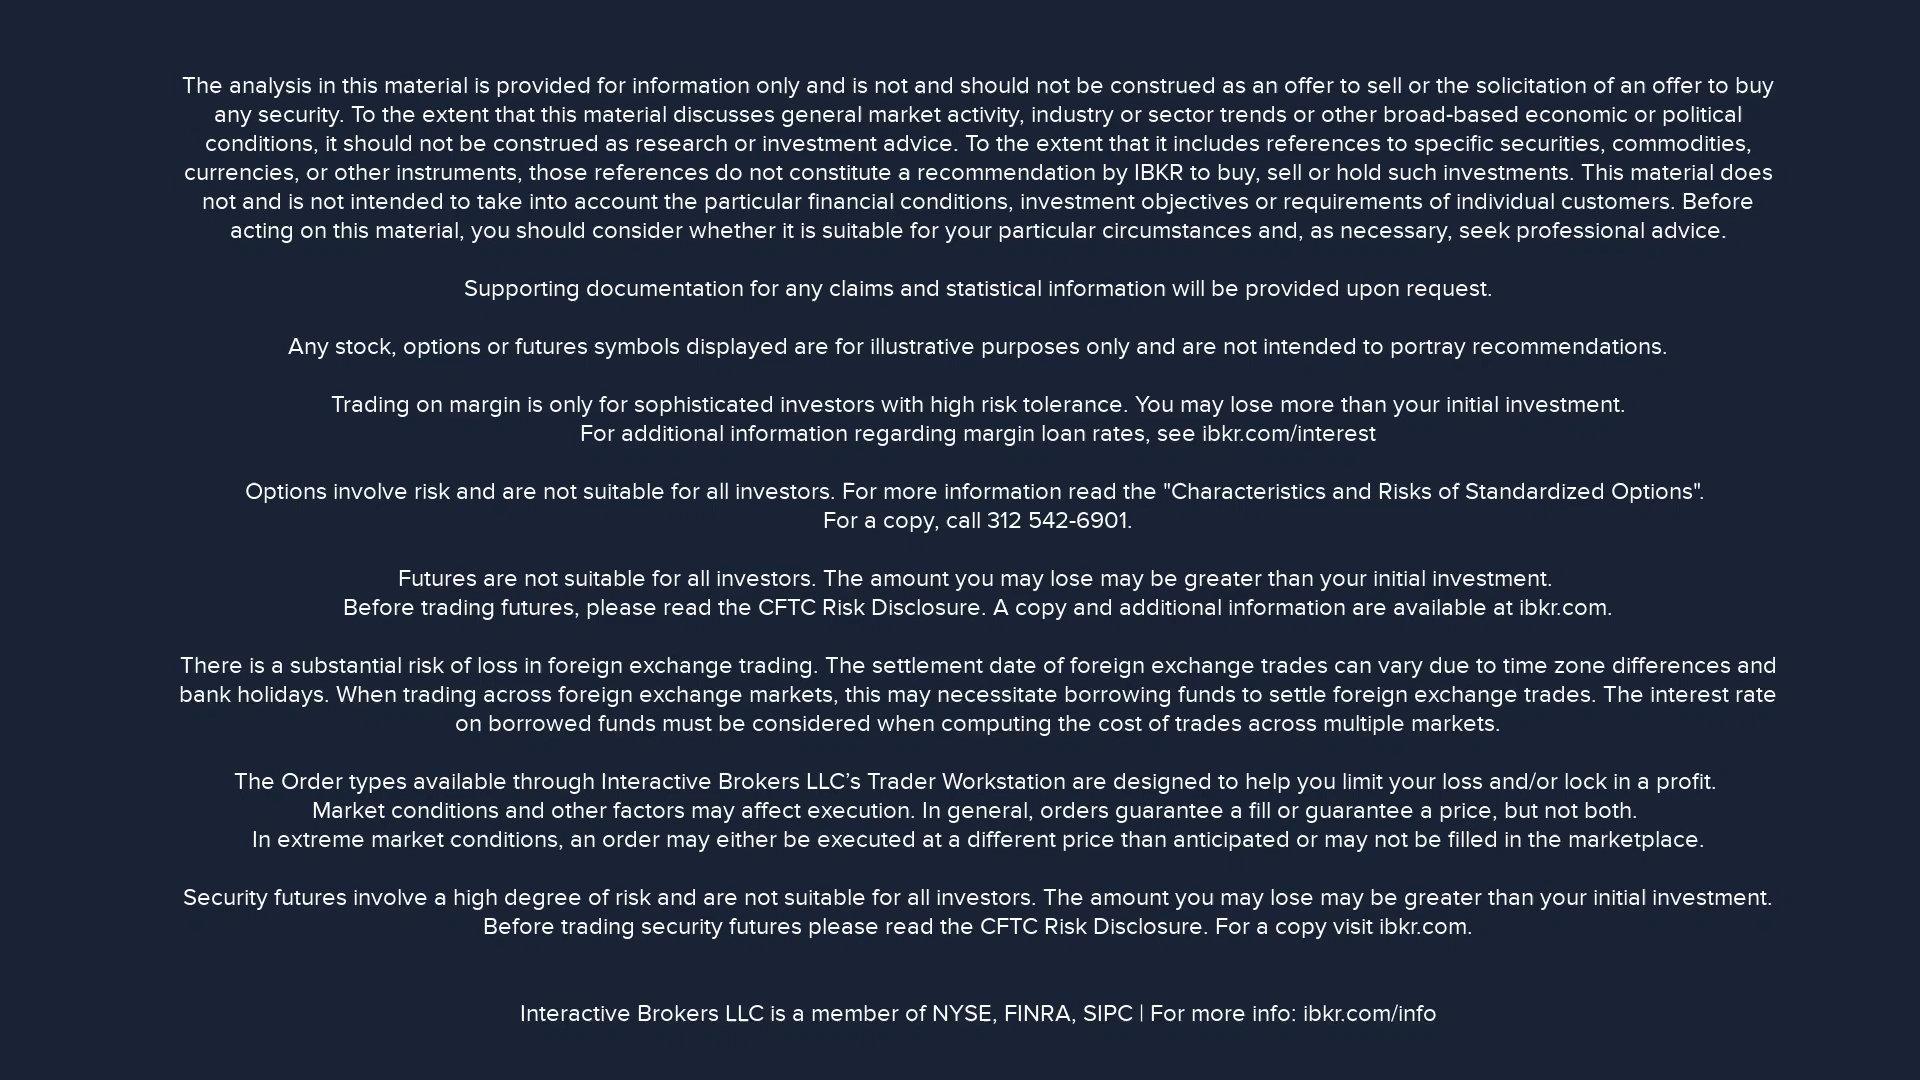 The analysis in this material is provided for information only and is not and should not be construed as an offer to sell or the solicitation of an offer to buy
any security. To the extent that this material discusses general market activity, industry or sector trends or other broad-based economic or political
conditions, it should not be construed as research or investment advice. To the extent that it includes references to specific securities, commodities,
currencies, or other instruments, those references do not constitute a recommendation by IBKR to buy, sell or hold such investments. This material does
not and is not intended to take into account the particular financial conditions, investment objectives or requirements of individual customers. Before
acting on this material, you should consider whether it is suitable for your particular circumstances and, as necessary, seek professional advice.
Supporting documentation for any claims and statistical information will be provided upon request.
Any stock, options or futures symbols displayed are for illustrative purposes only and are not intended to portray recommendations.
Trading on margin is only for sophisticated investors with high risk tolerance. You may lose more than your initial investment.
For additional information regarding margin loan rates, see ibkr.com/interest
Options involve risk and are not suitable for all investors. For more information read the "Characteristics and Risks of Standardized Options".
For a copy, call 312 542-6901.
Futures are not suitable for all investors. The amount you may lose may be greater than your initial investment.
Before trading futures, please read the CFTC Risk Disclosure. A copy and additional information are available at ibkr.com.
There is a substantial risk of loss in foreign exchange trading. The settlement date of foreign exchange trades can vary due to time zone differences and
bank holidays. When trading across foreign exchange markets, this may necessitate borrowing funds to settle foreign exchange trades. The interest rate
on borrowed funds must be considered when computing the cost of trades across multiple markets.
The Order types available through Interactive Brokers LLC’s Trader Workstation are designed to help you limit your loss and/or lock in a profit.
Market conditions and other factors may affect execution. In general, orders guarantee a fill or guarantee a price, but not both.
In extreme market conditions, an order may either be executed at a different price than anticipated or may not be filled in the marketplace.
Security futures involve a high degree of risk and are not suitable for all investors. The amount you may lose may be greater than your initial investment.
Before trading security futures please read the CFTC Risk Disclosure. For a copy visit ibkr.com.
Interactive Brokers LLC is a member of NYSE, FINRA, SIPC | For more info: ibkr.com/info